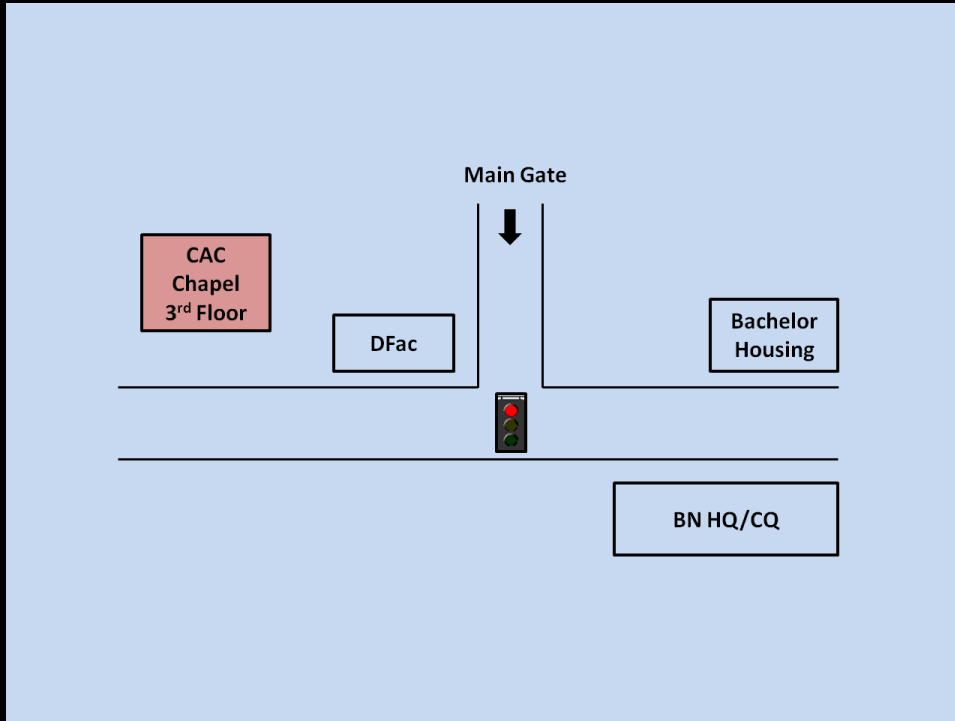 Main Gate
CAC
Chapel
3rd Floor
DFac
Bachelor
Housing
BN HQ/CQ